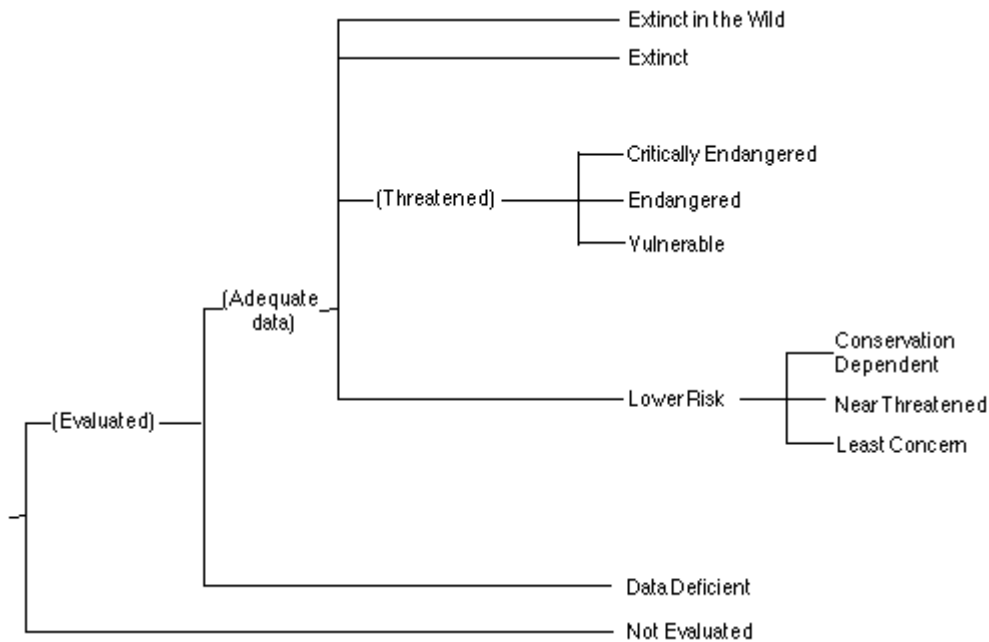 Extinct in the Wild
Extinct
Critically Endangered
(Threatened)
Endangered
Vulnerable
(Adequate
data)
Conservation
Dependent
Lower Risk
Near Threatened
Least Concern
(Evaluated)
Data Deficient
Not Evaluated